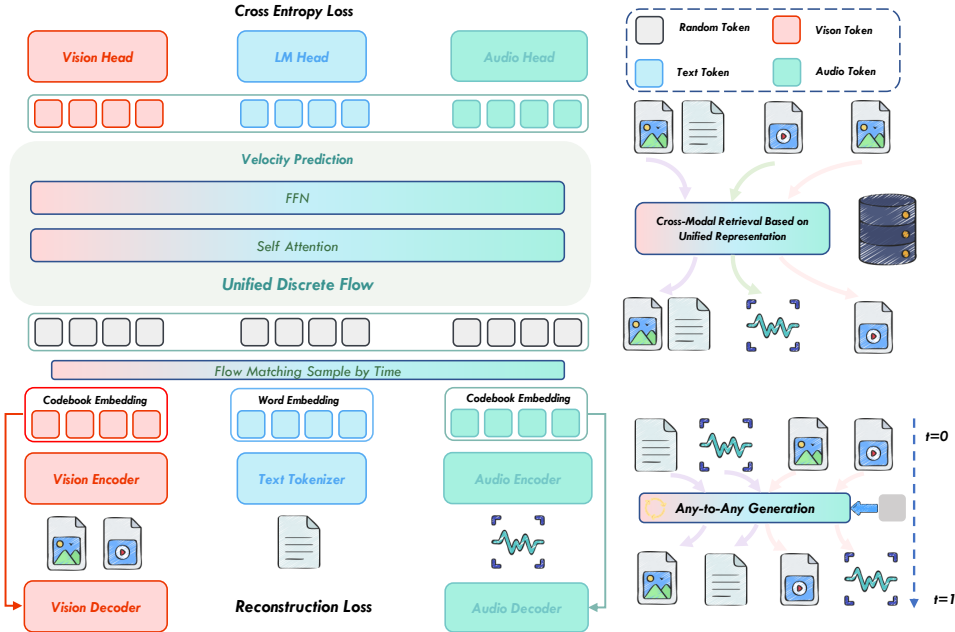 Cross Entropy Loss
Vision Head
LM Head
Audio Head
Velocity Prediction
FFN
Self Attention
Unified Discrete Flow
Flow Matching Sample by Time
Codebook Embedding
Word Embedding
Codebook Embedding
Vision Encoder
Text Tokenizer
Audio Encoder
Vision Decoder
Reconstruction Loss
Audio Decoder
Random Token
Vison Token
Text Token
Audio Token
Cross-Modal Retrieval Based on
Unified Representation
t=0
Any-to-Any Generation
t=1